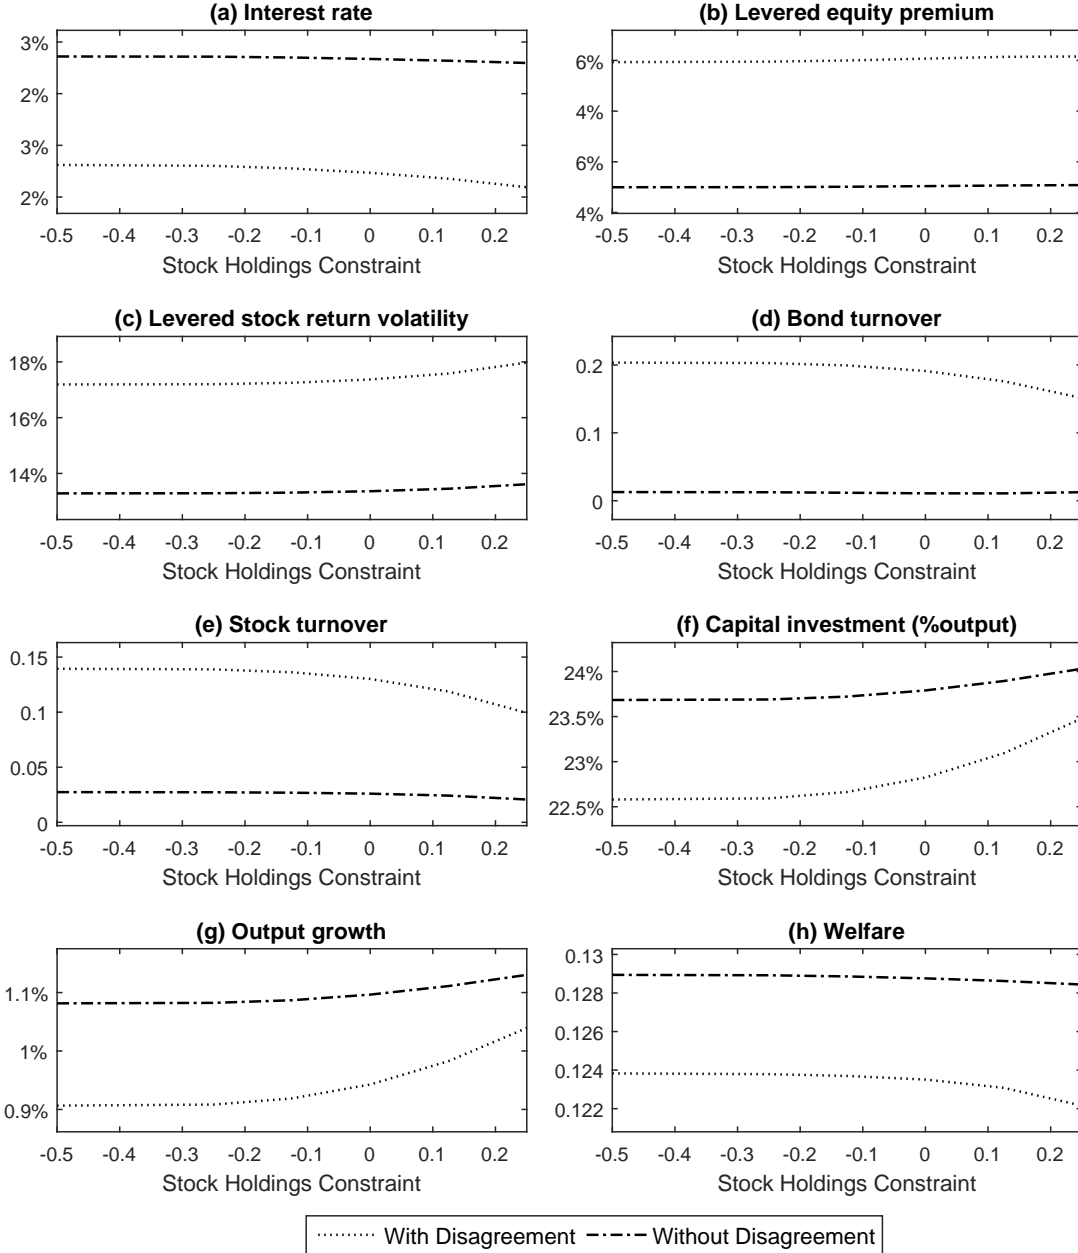 (a) Interest rate
3%
2%
3%
2%
-0.5 -0.4 -0.3 -0.2 -0.1 0 0.1 0.2
Stock Holdings Constraint
(b) Levered equity premium
6%
4%
6%
4%
-0.5 -0.4 -0.3 -0.2 -0.1 0 0.1 0.2
Stock Holdings Constraint
(c) Levered stock return volatility
18%
16%
14%
-0.5 -0.4 -0.3 -0.2 -0.1 0 0.1 0.2
Stock Holdings Constraint
(d) Bond turnover
0.2
0.1
0
-0.5 -0.4 -0.3 -0.2 -0.1 0 0.1 0.2
Stock Holdings Constraint
(e) Stock turnover
0.15
0.1
0.05
0
-0.5 -0.4 -0.3 -0.2 -0.1 0 0.1 0.2
Stock Holdings Constraint
(f) Capital investment (%output)
24%
23.5%
23%
22.5%
-0.5 -0.4 -0.3 -0.2 -0.1 0 0.1 0.2
Stock Holdings Constraint
(g) Output growth
1.1%
1%
0.9%
-0.5 -0.4 -0.3 -0.2 -0.1 0 0.1 0.2
Stock Holdings Constraint
(h) Welfare
0.13
0.128
0.126
0.124
0.122
-0.5 -0.4 -0.3 -0.2 -0.1 0 0.1 0.2
Stock Holdings Constraint
With Disagreement Without Disagreement